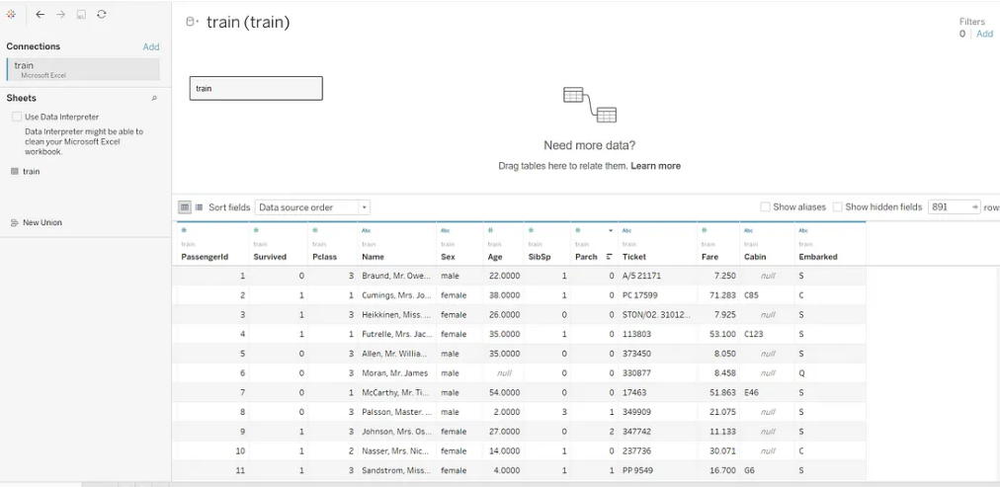 train (train)
Filters
0 | Add
Connections Add
train
Microsoft Excel
Sheets
Use Data Interpreter
Data Interpreter might be able to
clean your Microsoft Excel
workbook.
train
New Union
train
Need more data?
Drag tables here to relate them. Learn more
Sort fields Data source order Show aliases Show hidden fields 891 row
Abc Abc Abc Abc Abc
train train train train train train train train train train train train
PassengerId Survived Pclass Name Sex Age SibSp Parch Ticket Fare Cabin Embarked
1 0 3 Braund, Mr. Owe... male 22.0000 1 0 A/5 21171 7.250 null S
2 1 1 Cumings, Mrs. Jo... female 38.0000 1 0 PC 17599 71.283 C85 C
3 1 3 Heikkinen, Miss. ... female 26.0000 0 0 STON/O2. 31012... 7.925 null S
4 1 1 Futrelle, Mrs. Jac... female 35.0000 1 0 113803 53.100 C123 S
5 0 3 Allen, Mr. Willia... male 35.0000 0 0 373450 8.050 null S
6 0 3 Moran, Mr. James male null 0 0 330877 8.458 null Q
7 0 1 McCarthy, Mr. Ti... male 54.0000 0 0 17463 51.863 E46 S
8 0 3 Palsson, Master. ... male 2.0000 3 1 349909 21.075 null S
9 1 3 Johnson, Mrs. Os... female 27.0000 0 2 347742 11.133 null S
10 1 2 Nasser, Mrs. Nic... female 14.0000 1 0 237736 30.071 null C
11 1 3 Sandstrom, Miss... female 4.0000 1 1 PP 9549 16.700 G6 S